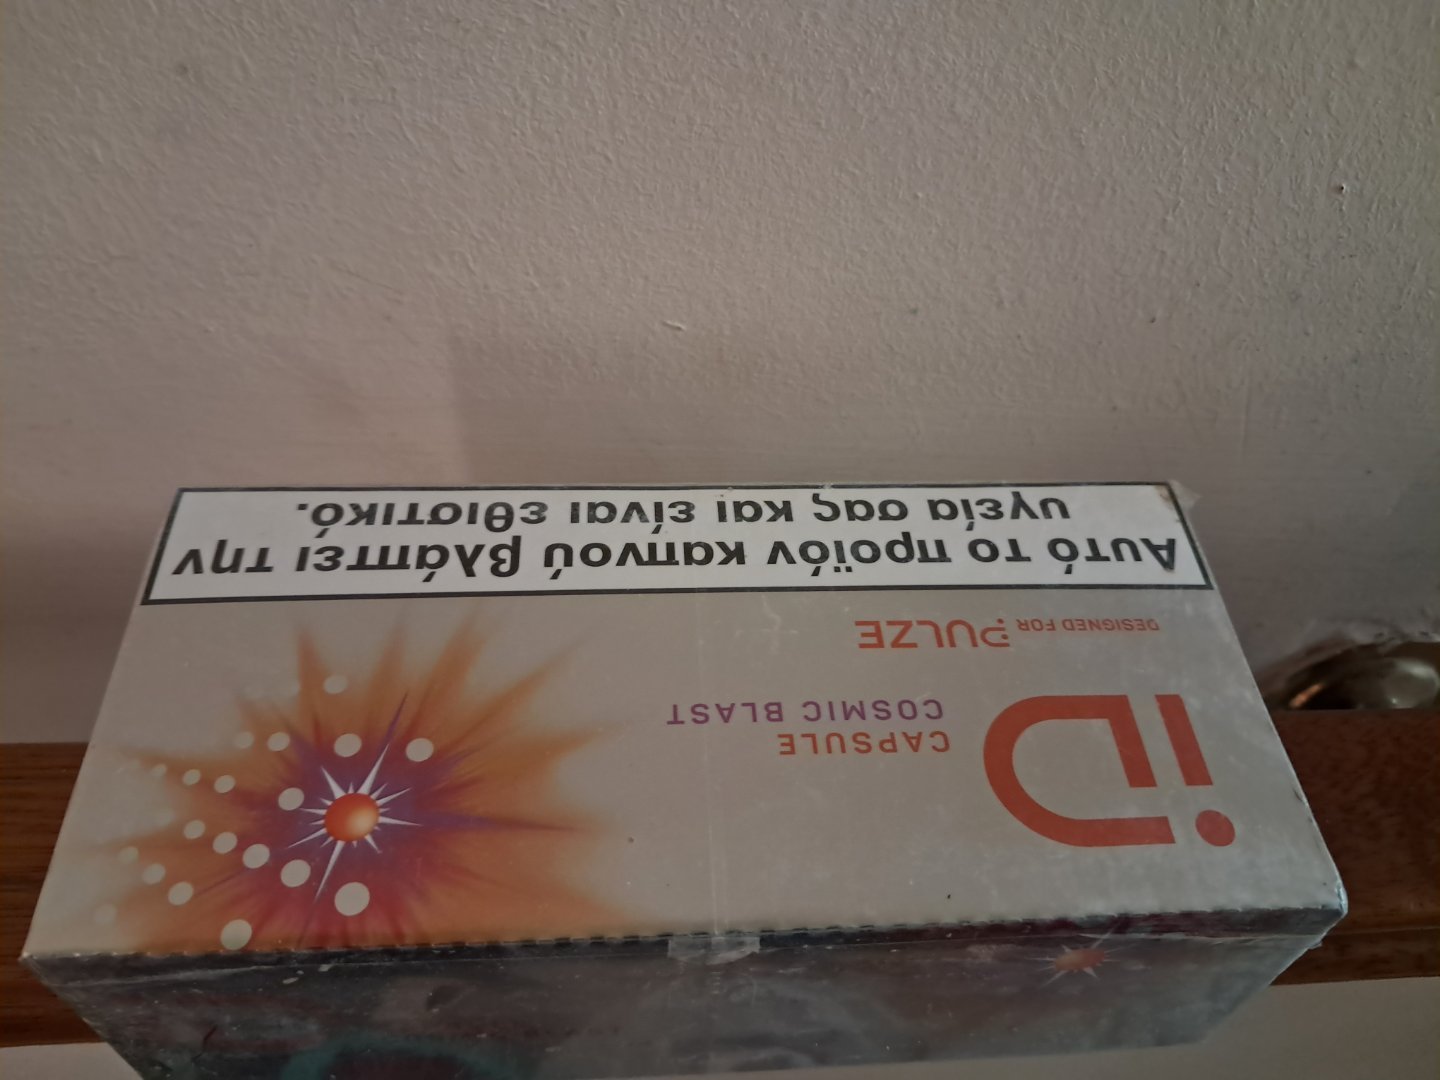 iD
CAPSULE
COSMIC BLAST
DESIGNED FOR PULZE
Αυτό το προϊόν καπνού βλάπτει την
υγεία σας και είναι εθιστικό.